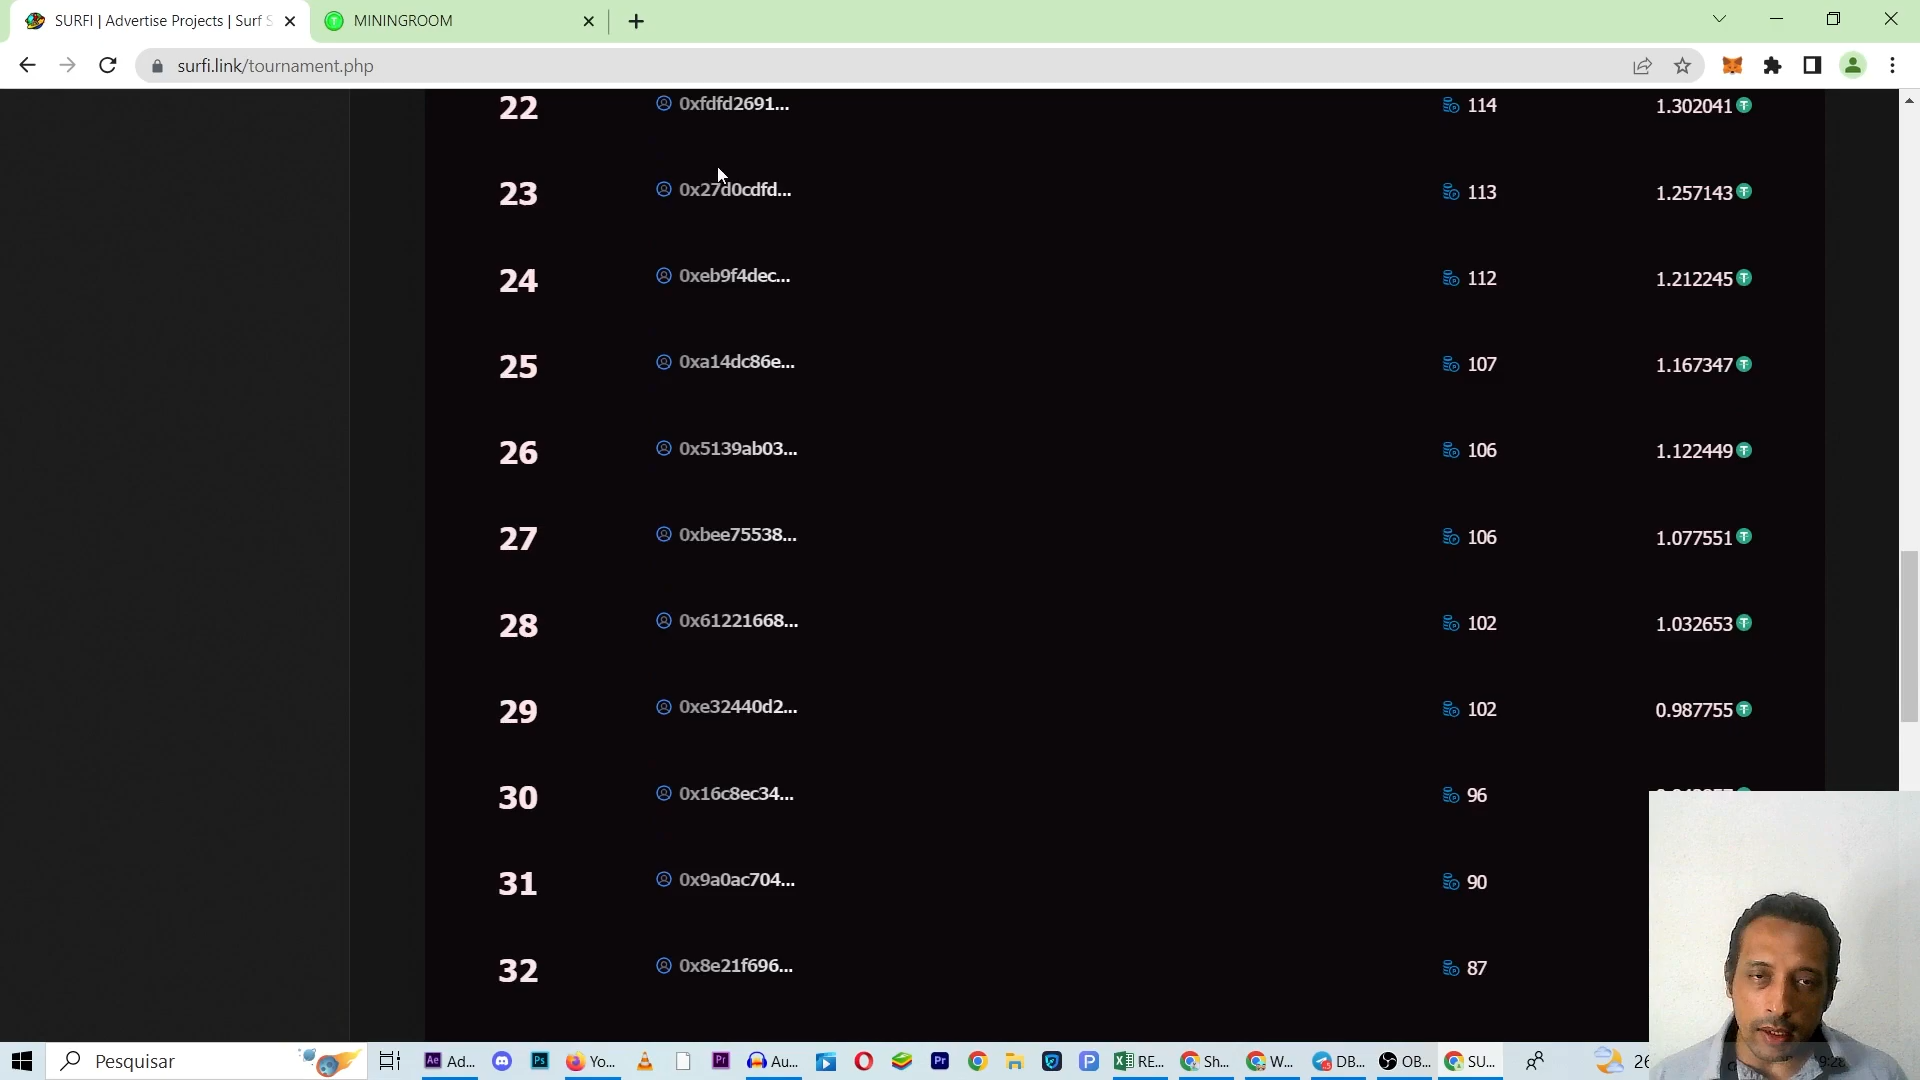 SURFI | Advertise Projects | Surf S
MININGROOM
surfi.link/tournament.php
22 0xfdfd2691... 114 1.302041
23 0x27d0cdfd... 113 1.257143
24 0xeb9f4dec... 112 1.212245
25 0xa14dc86e... 107 1.167347
26 0x5139ab03... 106 1.122449
27 0xbee75538... 106 1.077551
28 0x61221668... 102 1.032653
29 0xe32440d2... 102 0.987755
30 0x16c8ec34... 96
31 0x9a0ac704... 90
32 0x8e21f696... 87
Pesquisar Ad... Yo... Au... RE... Sh... W... DB... OB... SU... 26